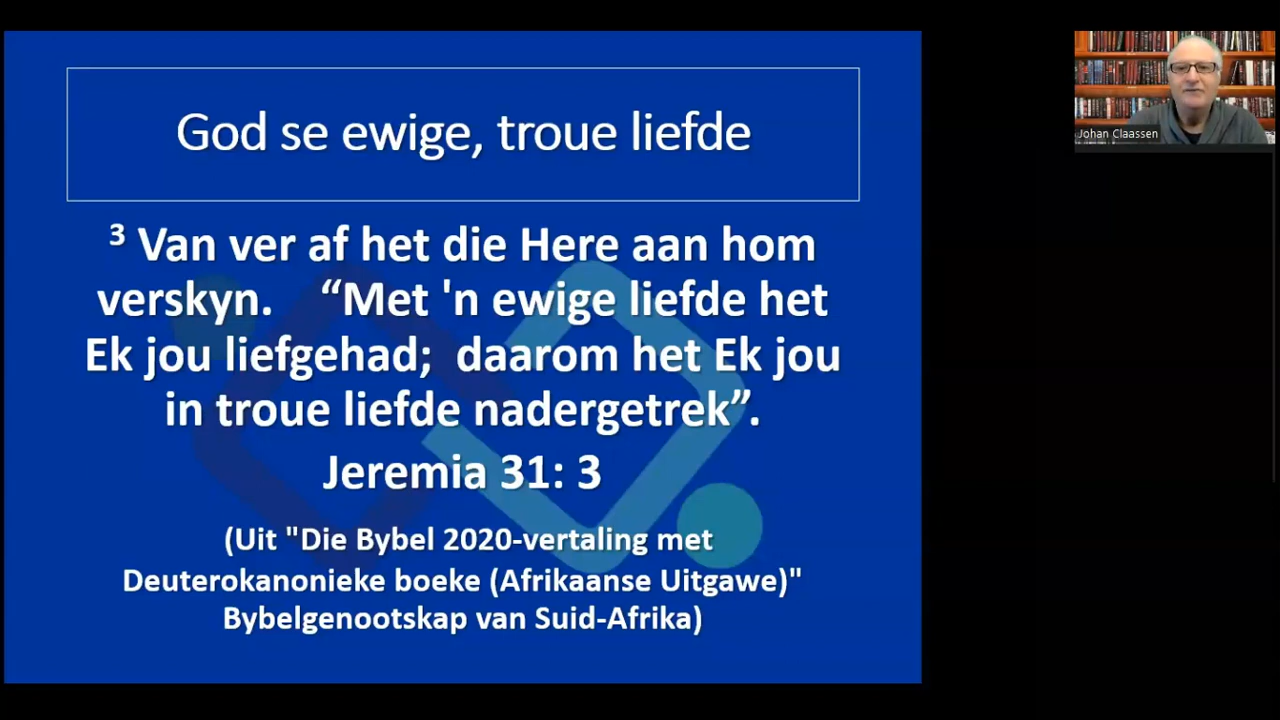 God se ewige, troue liefde
3 Van ver af het die Here aan hom
verskyn. “Met 'n ewige liefde het
Ek jou liefgehad; daarom het Ek jou
in troue liefde nadergetrek”.
Jeremia 31: 3
(Uit "Die Bybel 2020-vertaling met
Deuterokanonieke boeke (Afrikaanse Uitgawe)"
Bybelgenootskap van Suid-Afrika)
Johan Claassen